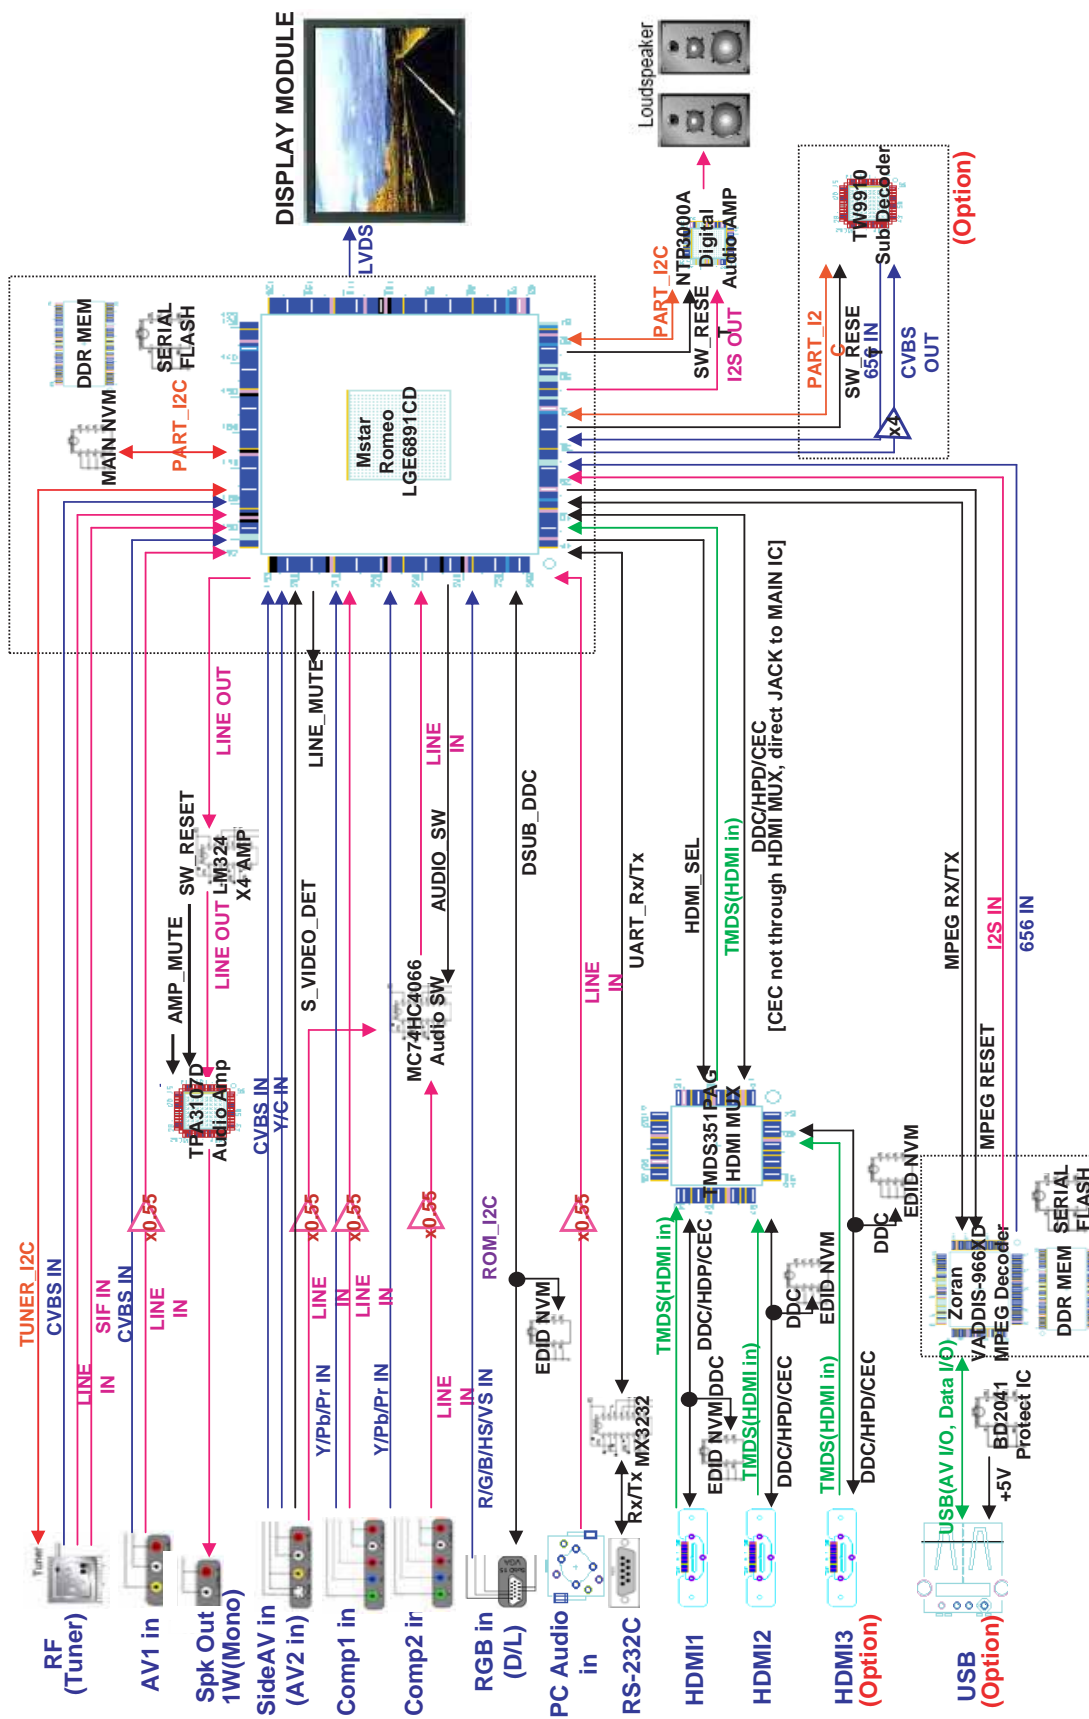 DISPLAY MODULE
LVDS
Loudspeaker
DDR MEM
SERIAL
FLASH
MAIN NVM
PART_I2C
Mstar
Romeo
LGE6891CD
PART_I2C
NTP3000A
Digital
Audio AMP
SW_RESE
T
I2S OUT
TW9910
Sub Decoder
(Option)
PART_I2
C
SW_RESE
T
656 IN
CVBS
OUT
x4
LINE OUT
LINE_MUTE
LINE
IN
SW_RESET
LM324
X4 AMP
AUDIO SW
DSUB_DDC
AMP_MUTE
LINE OUT
S_VIDEO_DET
MC74HC4066
Audio SW
LINE
IN
UART_Rx/Tx
HDMI_SEL
TMDS(HDMI in)
DDC/HPD/CEC
[CEC not through HDMI MUX, direct JACK to MAIN IC]
MPEG RX/TX
I2S IN
656 IN
MPEG RESET
TPA3107D
Audio Amp
CVBS IN
Y/C IN
TMDS351PAG
HDMI MUX
x0.55
x0.55
x0.55
x0.55
x0.55
TUNER_I2C
CVBS IN
SIF IN
LINE
IN
CVBS IN
LINE
IN
LINE
IN
LINE
IN
Y/Pb/Pr IN
Y/Pb/Pr IN
LINE
IN
ROM_I2C
R/G/B/HS/VS IN
EDID NVM
MX3232
Rx/Tx
TMDS(HDMI in)
DDC/HDP/CEC
DDC
EDID NVM
TMDS(HDMI in)
DDC/HPD/CEC
DDC
EDID NVM
TMDS(HDMI in)
DDC/HPD/CEC
DDC
EDID NVM
Zoran
VADDIS-966XD
MPEG Decoder
SERIAL
FLASH
DDR MEM
USB(AV I/O, Data I/O)
+5V
BD2041
Protect IC
Tuner
RF
(Tuner)
AV1 in
Spk Out
1W(Mono)
SideAV in
(AV2 in)
Comp1 in
Comp2 in
RGB in
(D/L)
PC Audio
in
RS-232C
HDMI1
HDMI2
HDMI3
(Option)
USB
(Option)